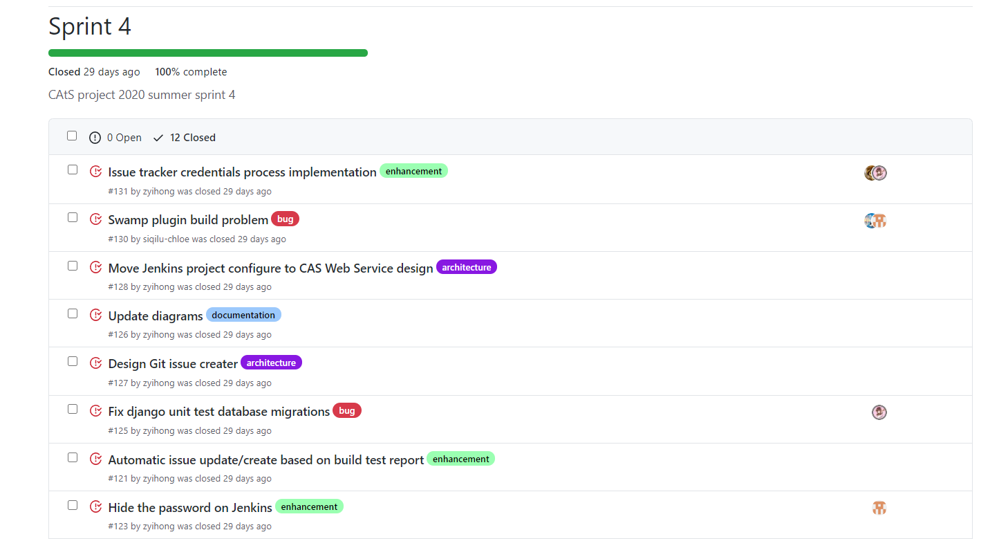 Sprint 4
Closed 29 days ago 100% complete
CAtS project 2020 summer sprint 4
0 Open 12 Closed
Issue tracker credentials process implementation enhancement
#131 by zyihong was closed 29 days ago
Swamp plugin build problem bug
#130 by siqilu-chloe was closed 29 days ago
Move Jenkins project configure to CAS Web Service design architecture
#128 by zyihong was closed 29 days ago
Update diagrams documentation
#126 by zyihong was closed 29 days ago
Design Git issue creater architecture
#127 by zyihong was closed 29 days ago
Fix django unit test database migrations bug
#125 by zyihong was closed 29 days ago
Automatic issue update/create based on build test report enhancement
#121 by zyihong was closed 29 days ago
Hide the password on Jenkins enhancement
#123 by zyihong was closed 29 days ago